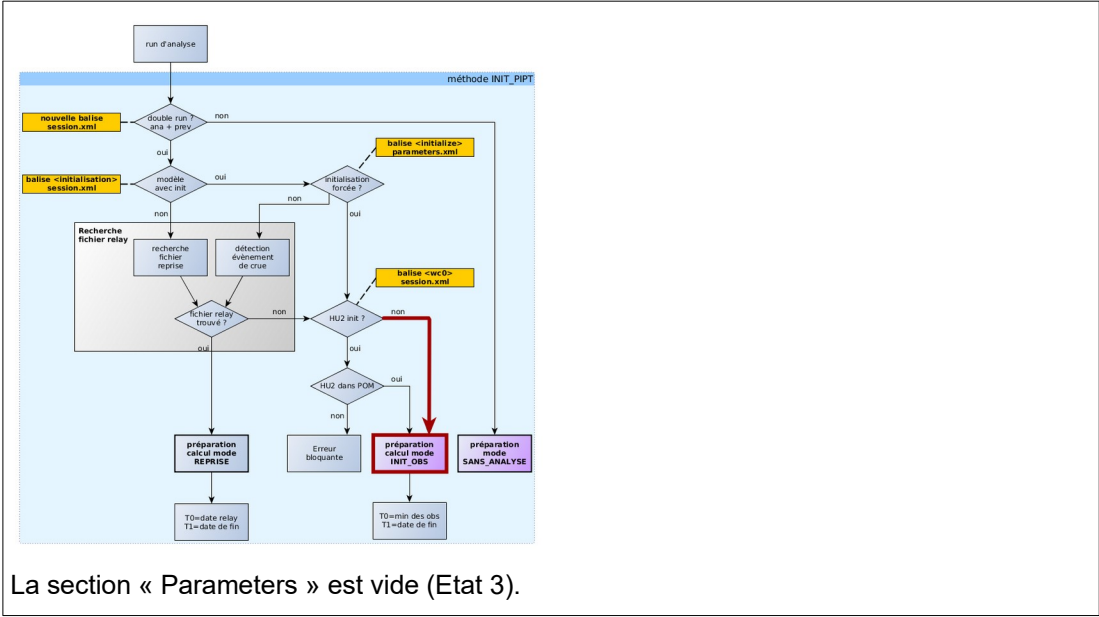 run d'analyse
méthode INIT_PIPT
nouvelle balise
session.xml
double run ?
ana + prev
non
oui
balise <initialize>
parameters.xml
balise <initialisation>
session.xml
modèle
avec init
oui
initialisation
forcée ?
non
non
oui
Recherche
fichier relay
recherche
fichier
reprise
détection
évènement
de crue
balise <wc0>
session.xml
fichier relay
trouvé ?
non
HU2 init ?
non
oui
oui
HU2 dans POM
oui
non
préparation
calcul mode
REPRISE
Erreur
bloquante
préparation
calcul mode
INIT_OBS
préparation
mode
SANS_ANALYSE
T0=date relay
T1=date de fin
T0=min des obs
T1=date de fin
La section « Parameters » est vide (Etat 3).